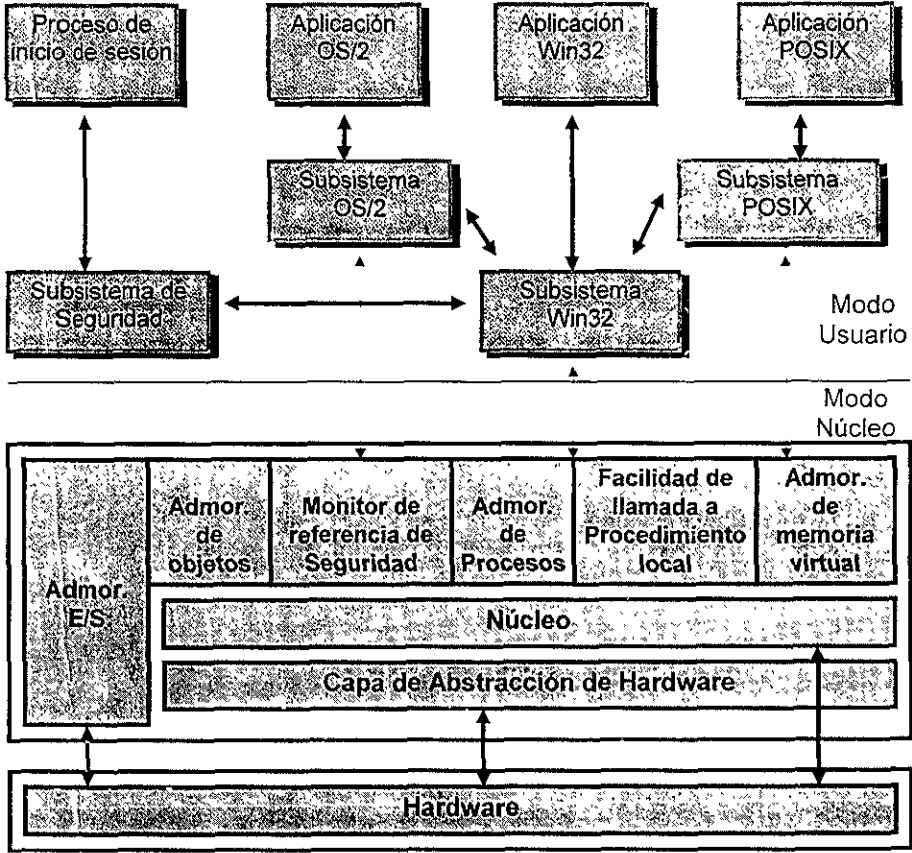 Proceso de
inicio de sesión
Aplicación
OS/2
Aplicación
Win32
Aplicación
POSIX
Subsistema
OS/2
Subsistema
POSIX
Subsistema de
Seguridad
Subsistema
Win32
Modo
Usuario
Modo
Núcleo
Admor.
E/S
Admor.
de
objetos
Monitor de
referencia de
Seguridad
Admor.
de
Procesos
Facilidad de
llamada a
Procedimiento
local
Admor.
de
memoria
virtual
Núcleo
Capa de Abstracción de Hardware
Hardware